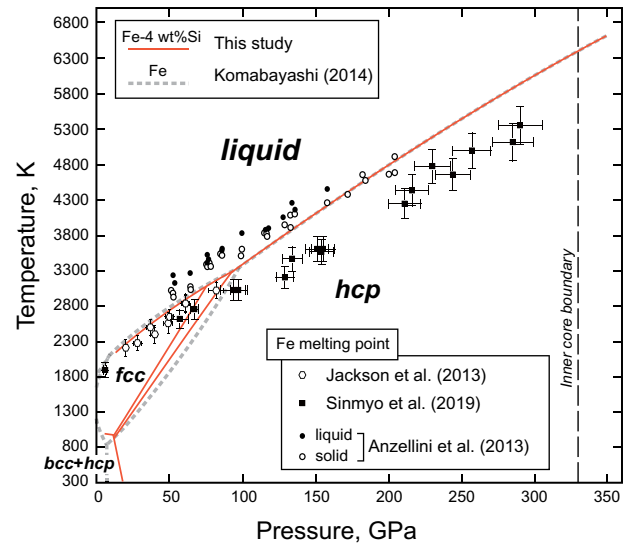 Fe-4 wt%Si
This study
Fe
Komabayashi (2014)
liquid
hcp
fcc
bcc+hcp
Inner core boundary
Fe melting point
Jackson et al. (2013)
Sinmyo et al. (2019)
liquid
solid
Anzellini et al. (2013)
Temperature, K
6800
6300
5800
5300
4800
4300
3800
3300
2800
2300
1800
1300
800
300
0 50 100 150 200 250 300 350
Pressure, GPa